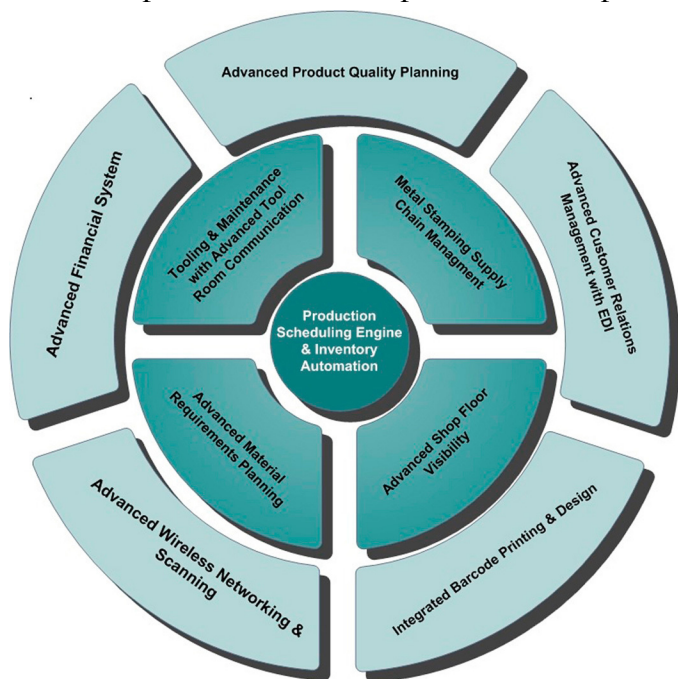 Advanced Product Quality Planning
Advanced Financial System
Advanced Customer Relations
Management with EDI
Tooling & Maintenance
with Advanced Tool
Room Communication
Metal Stamping Supply
Chain Managment
Production
Scheduling Engine
& Inventory
Automation
Advanced Material
Requirements Planning
Advanced Shop Floor
Visibility
Advanced Wireless Networking &
Scanning
Integrated Barcode Printing & Design